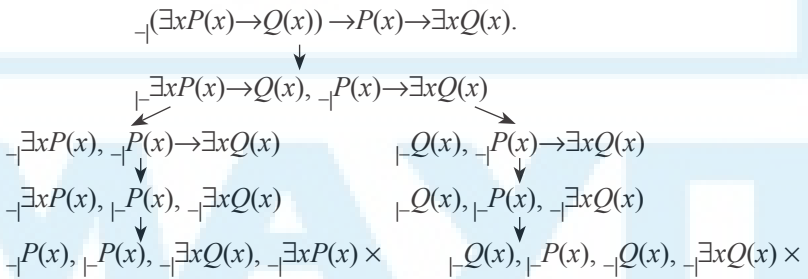 ₋|(∃xP(x)→Q(x)) →P(x)→∃xQ(x).
|₋∃xP(x)→Q(x), ₋|P(x)→∃xQ(x)
₋|∃xP(x), ₋|P(x)→∃xQ(x) |₋Q(x), ₋|P(x)→∃xQ(x)
₋|∃xP(x), |₋P(x), ₋|∃xQ(x) |₋Q(x), |₋P(x), ₋|∃xQ(x)
₋|P(x), |₋P(x), ₋|∃xQ(x), ₋|∃xP(x) × |₋Q(x), |₋P(x), ₋|Q(x), ₋|∃xQ(x) ×